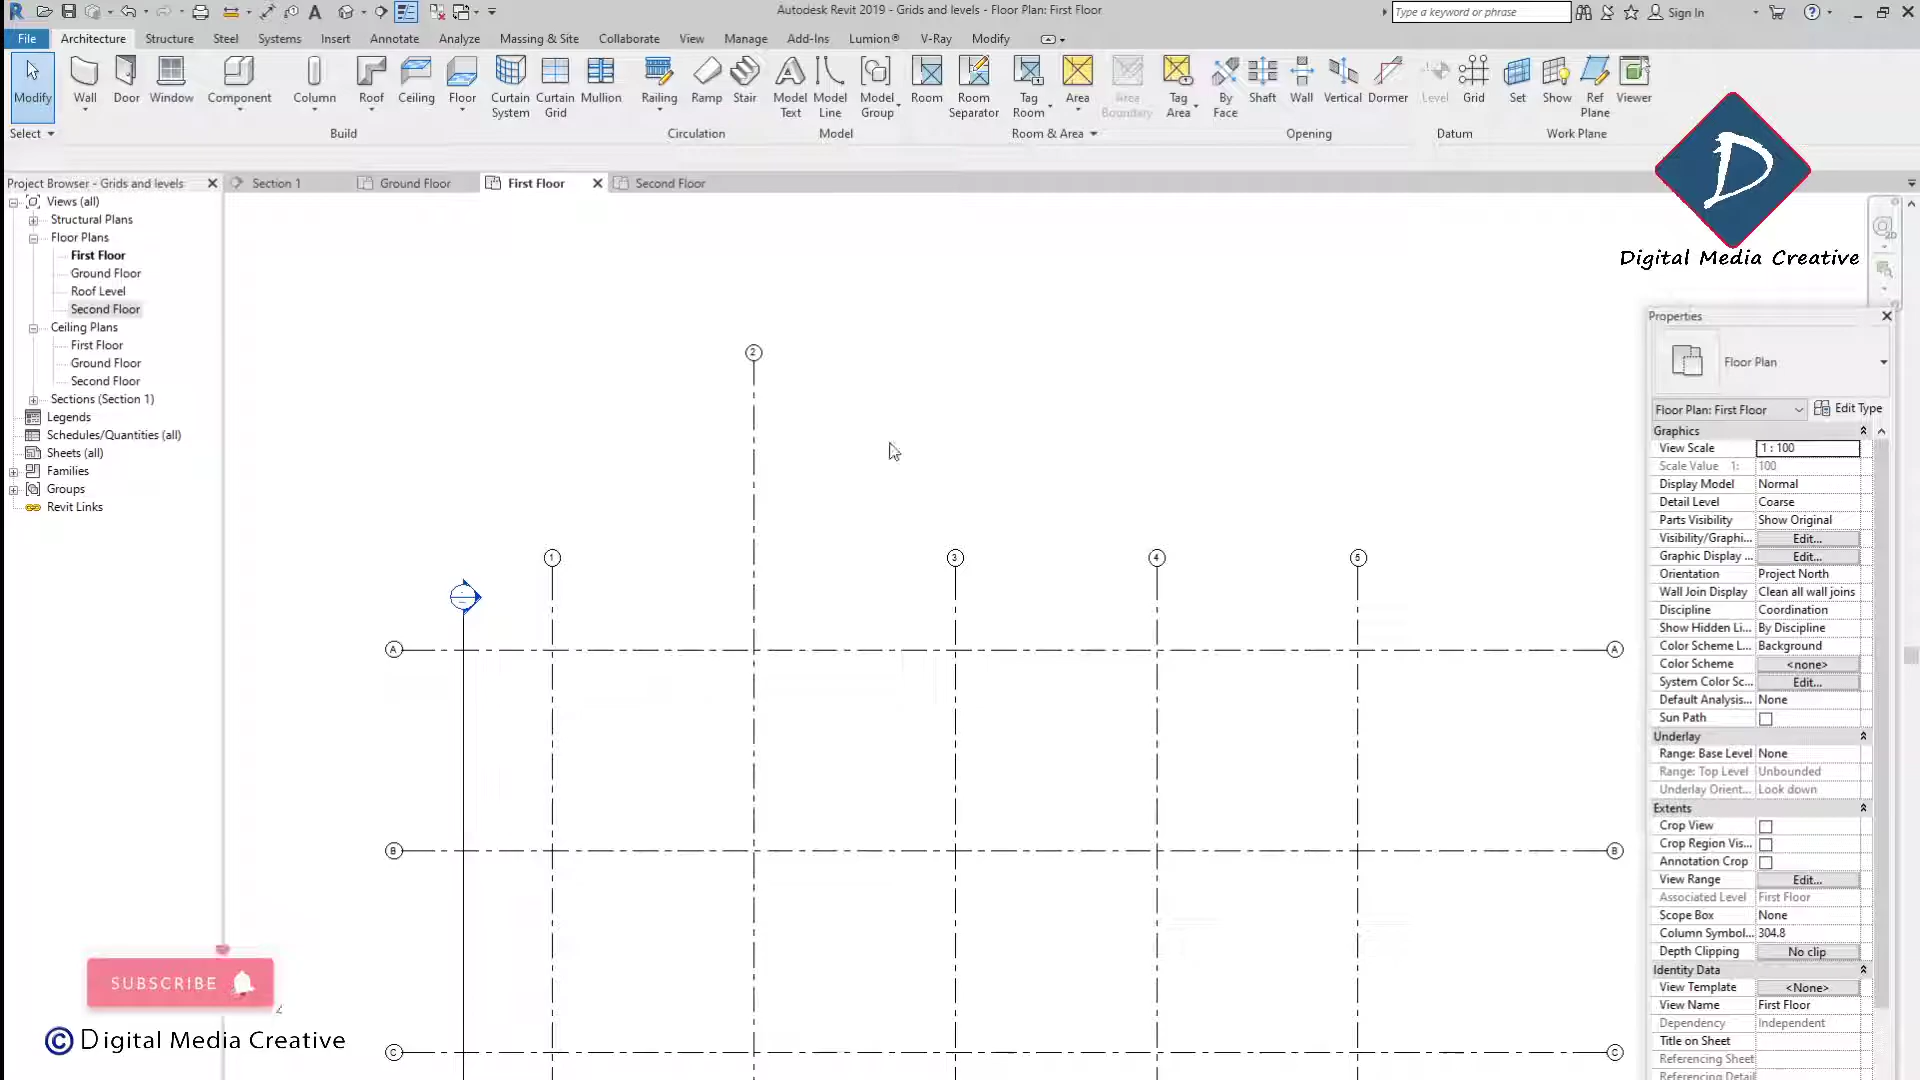 Autodesk Revit 2019 - Grids and levels - Floor Plan: First Floor
Type a keyword or phrase
Sign In
File Architecture Structure Steel Systems Insert Annotate Analyze Massing & Site Collaborate View Manage Add-Ins Lumion® V-Ray Modify
Modify Wall Door Window Component Column Roof Ceiling Floor Curtain System Curtain Grid Mullion Railing Ramp Stair Model Text Model Line Model Group Room Room Separator Tag Room Area Area Boundary Tag Area By Face Shaft Wall Vertical Dormer Level Grid Set Show Ref Plane Viewer
Select Build Circulation Model Room & Area Opening Datum Work Plane
D
Digital Media Creative
Project Browser - Grids and levels
Section 1 Ground Floor First Floor Second Floor
Views (all)
Structural Plans
Floor Plans
First Floor
Ground Floor
Roof Level
Second Floor
Ceiling Plans
First Floor
Ground Floor
Second Floor
Sections (Section 1)
Legends
Schedules/Quantities (all)
Sheets (all)
Families
Groups
Revit Links
2
1 3 4 5
A A
B B
C C
Properties
Floor Plan
Floor Plan: First Floor Edit Type
Graphics
View Scale 1 : 100
Scale Value 1: 100
Display Model Normal
Detail Level Coarse
Parts Visibility Show Original
Visibility/Graphi... Edit...
Graphic Display ... Edit...
Orientation Project North
Wall Join Display Clean all wall joins
Discipline Coordination
Show Hidden Li... By Discipline
Color Scheme L... Background
Color Scheme <none>
System Color Sc... Edit...
Default Analysis... None
Sun Path
Underlay
Range: Base Level None
Range: Top Level Unbounded
Underlay Orient... Look down
Extents
Crop View
Crop Region Vis...
Annotation Crop
View Range Edit...
Associated Level First Floor
Scope Box None
Column Symbol... 304.8
Depth Clipping No clip
Identity Data
View Template <None>
View Name First Floor
Dependency Independent
Title on Sheet
Referencing Sheet
Referencing Detail
SUBSCRIBE
© Digital Media Creative